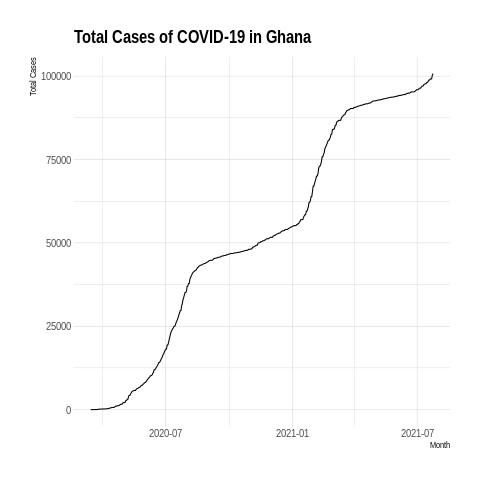 Total Cases of COVID-19 in Ghana
Total Cases
100000
75000
50000
25000
0
2020-07
2021-01
2021-07
Month